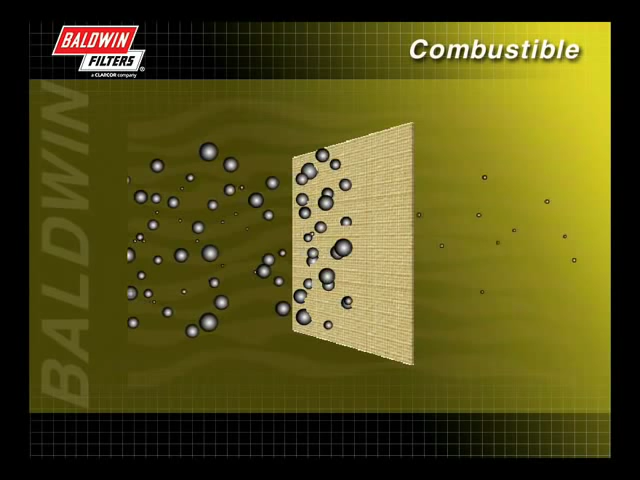 BALDWIN
FILTERS®
a CLARCOR company
Combustible
BALDWIN